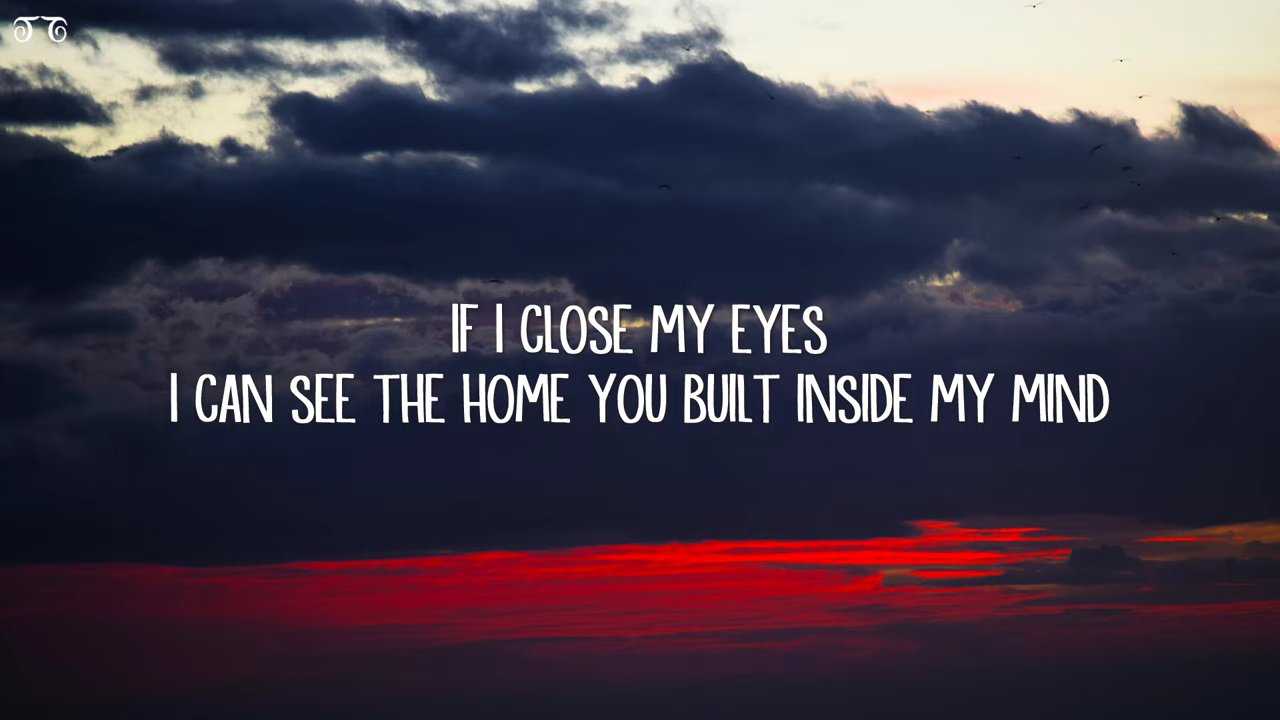 IF I CLOSE MY EYES
I CAN SEE THE HOME YOU BUILT INSIDE MY MIND